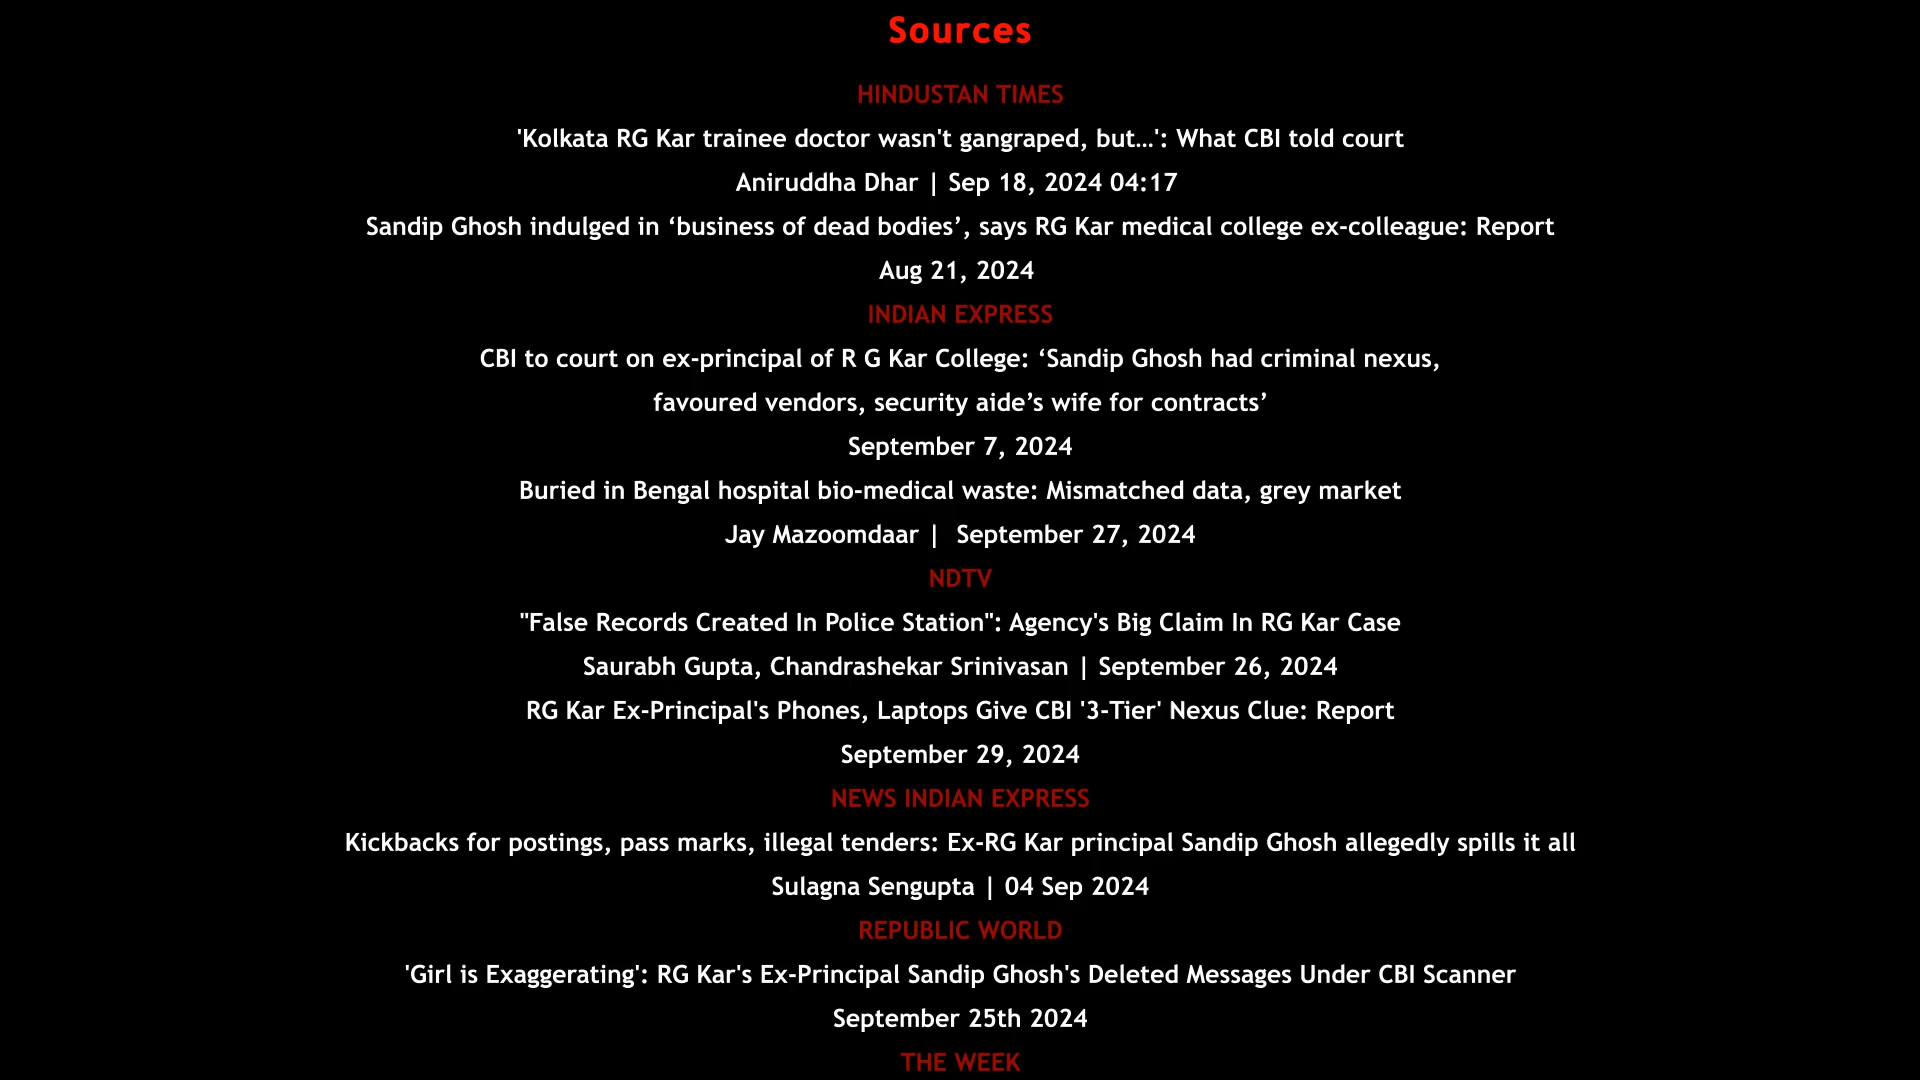 Sources
HINDUSTAN TIMES
'Kolkata RG Kar trainee doctor wasn't gangraped, but…': What CBI told court
Aniruddha Dhar | Sep 18, 2024 04:17
Sandip Ghosh indulged in ‘business of dead bodies’, says RG Kar medical college ex-colleague: Report
Aug 21, 2024
INDIAN EXPRESS
CBI to court on ex-principal of R G Kar College: ‘Sandip Ghosh had criminal nexus,
favoured vendors, security aide’s wife for contracts’
September 7, 2024
Buried in Bengal hospital bio-medical waste: Mismatched data, grey market
Jay Mazoomdaar |  September 27, 2024
NDTV
"False Records Created In Police Station": Agency's Big Claim In RG Kar Case
Saurabh Gupta, Chandrashekar Srinivasan | September 26, 2024
RG Kar Ex-Principal's Phones, Laptops Give CBI '3-Tier' Nexus Clue: Report
September 29, 2024
NEWS INDIAN EXPRESS
Kickbacks for postings, pass marks, illegal tenders: Ex-RG Kar principal Sandip Ghosh allegedly spills it all
Sulagna Sengupta | 04 Sep 2024
REPUBLIC WORLD
'Girl is Exaggerating': RG Kar's Ex-Principal Sandip Ghosh's Deleted Messages Under CBI Scanner
September 25th 2024
THE WEEK